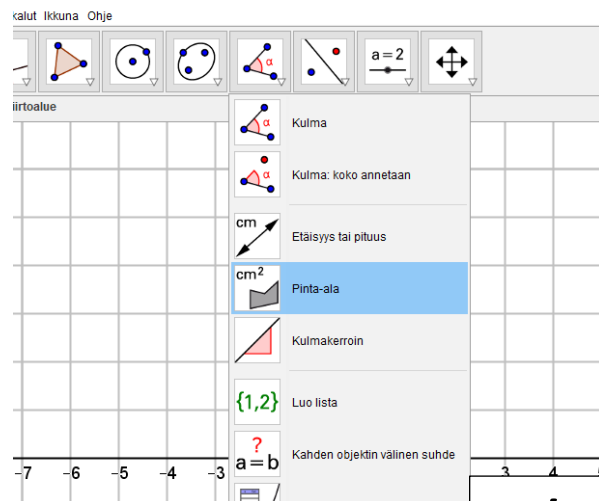 kalut Ikkuna Ohje
α
a=2
iirtoalue
α Kulma
α Kulma: koko annetaan
cm Etäisyys tai pituus
cm² Pinta-ala
Kulmakerroin
{1,2} Luo lista
? a=b Kahden objektin välinen suhde
-7 -6 -5 -4 -3 3 4